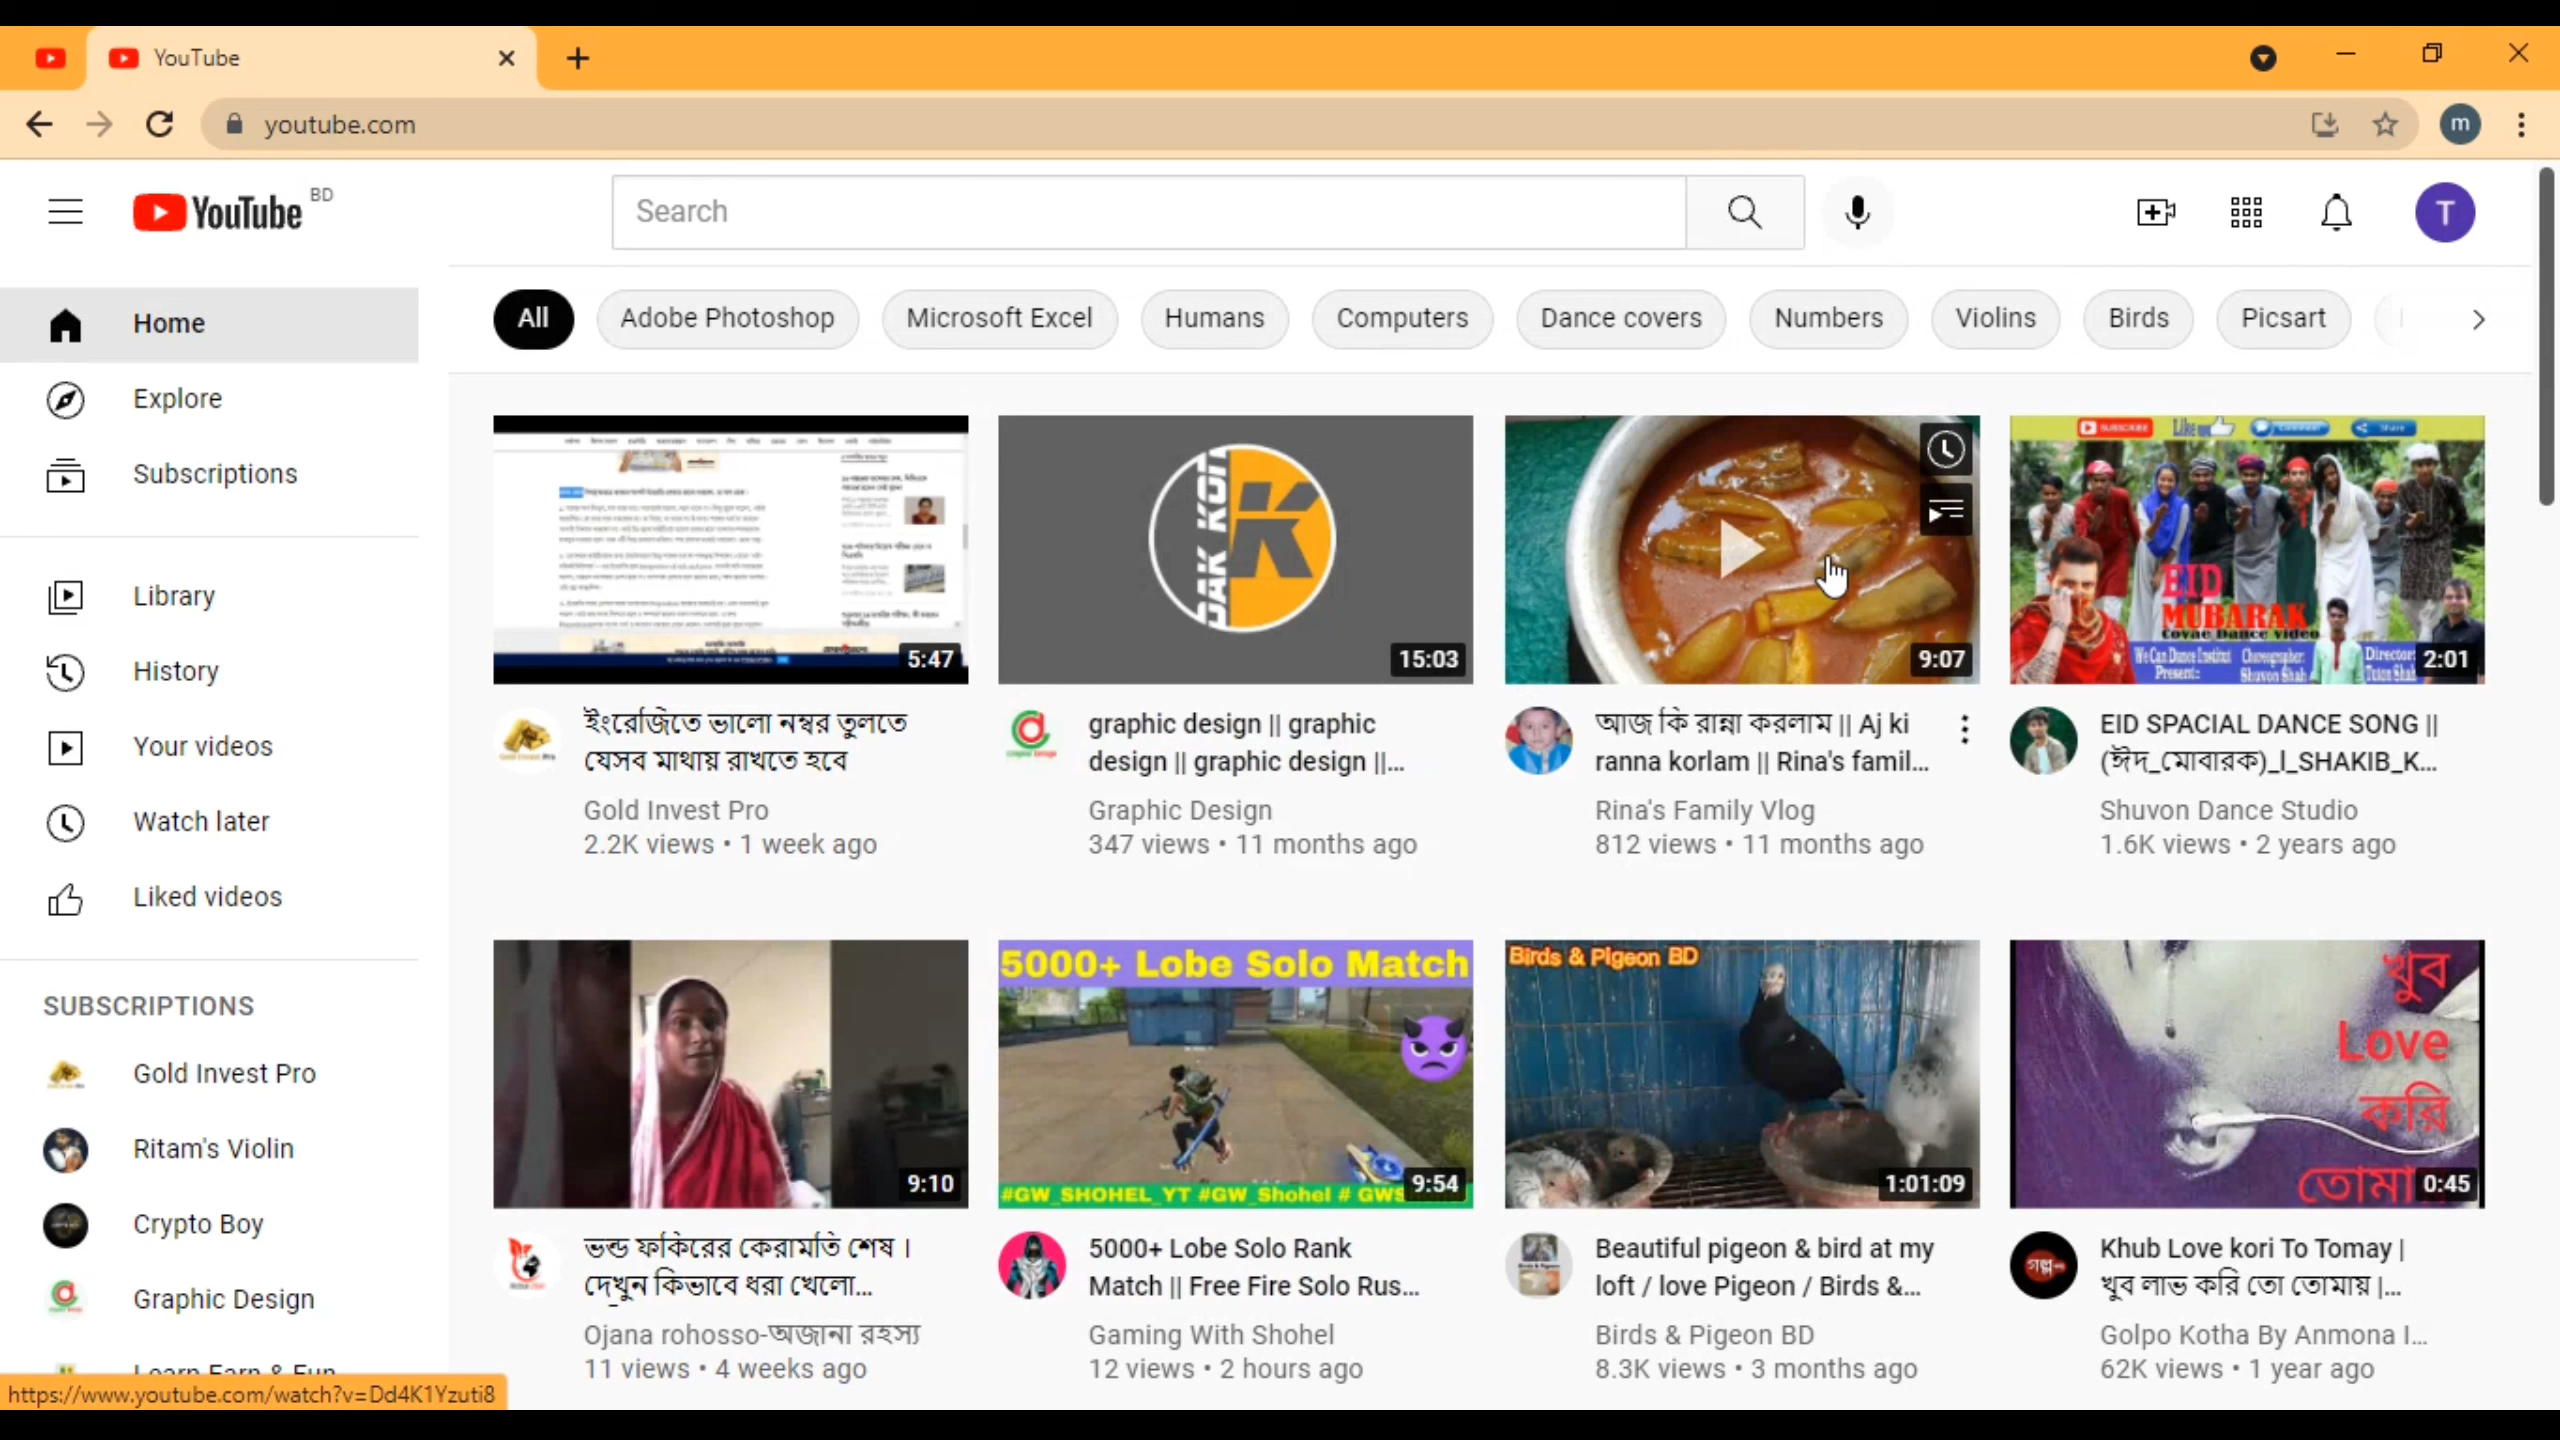 YouTube
youtube.com
m
YouTube BD
Search
T
All
Adobe Photoshop
Microsoft Excel
Humans
Computers
Dance covers
Numbers
Violins
Birds
Picsart
Home
Explore
Subscriptions
Library
History
Your videos
Watch later
Liked videos
SUBSCRIPTIONS
Gold Invest Pro
Ritam's Violin
Crypto Boy
Graphic Design
Learn Earn & Fun
https://www.youtube.com/watch?v=Dd4K1Yzuti8
5:47
ইংরেজিতে ভালো নম্বর তুলতে
যেসব মাথায় রাখতে হবে
Gold Invest Pro
2.2K views • 1 week ago
K
15:03
graphic design || graphic
design || graphic design ||...
Graphic Design
347 views • 11 months ago
9:07
আজ কি রান্না করলাম || Aj ki
ranna korlam || Rina's famil...
Rina's Family Vlog
812 views • 11 months ago
SUBSCRIBE
Like
Comment
Share
EID
MUBARAK
Covae Dance Video
We Can Dance Institut
Present:
Choreographer:
Shuvon Shah
Director:
Tuton Shah
2:01
EID SPACIAL DANCE SONG ||
(ঈদ_মোবারক)_l_SHAKIB_K...
Shuvon Dance Studio
1.6K views • 2 years ago
9:10
ভন্ড ফকিরের কেরামতি শেষ ।
দেখুন কিভাবে ধরা খেলো...
Ojana rohosso-অজানা রহস্য
11 views • 4 weeks ago
5000+ Lobe Solo Match
#GW_SHOHEL_YT #GW_Shohel # GWS
9:54
5000+ Lobe Solo Rank
Match || Free Fire Solo Rus...
Gaming With Shohel
12 views • 2 hours ago
Birds & Pigeon BD
1:01:09
Beautiful pigeon & bird at my
loft / love Pigeon / Birds &...
Birds & Pigeon BD
8.3K views • 3 months ago
খুব
Love
করি
তোমা
0:45
গল্প
Khub Love kori To Tomay |
খুব লাভ করি তো তোমায় |...
Golpo Kotha By Anmona I...
62K views • 1 year ago